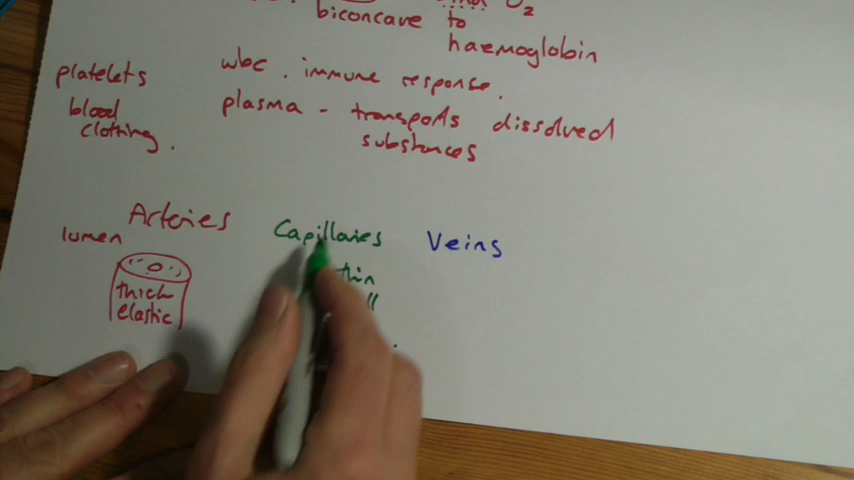 O2
biconcave to
haemoglobin
platelets
wbc . immune response .
blood
clotting .
plasma - transports dissolved
substances
Arteries
Capillaries
Veins
lumen
thick
elastic
thin